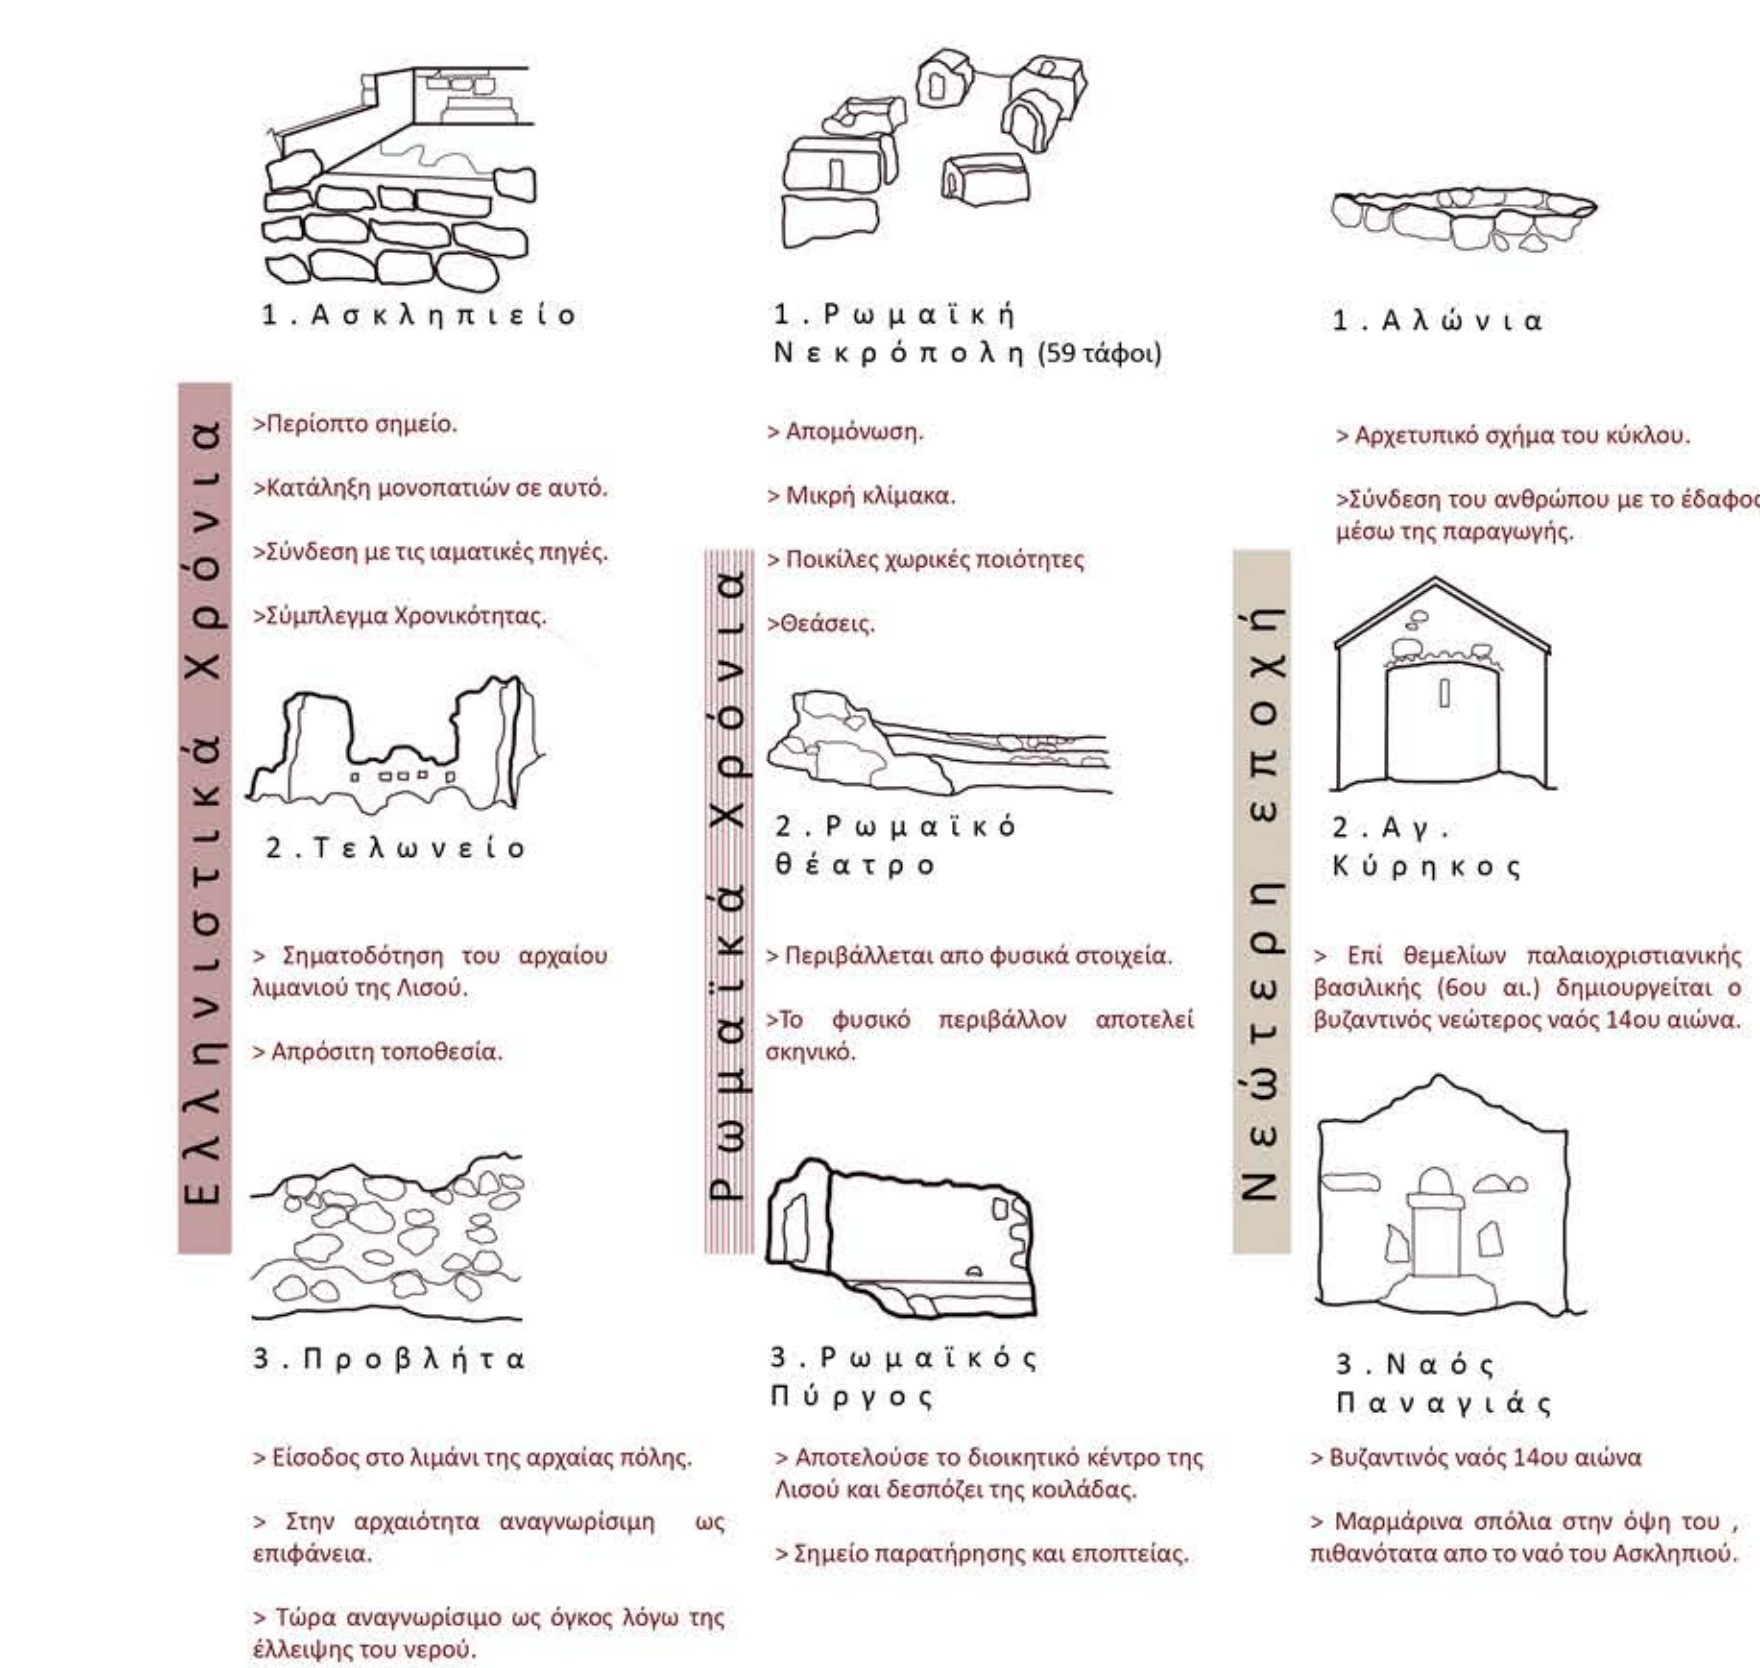 Ελληνιστικά Χρόνια
1.Ασκληπιείο
>Περίοπτο σημείο.
>Κατάληξη μονοπατιών σε αυτό.
>Σύνδεση με τις ιαματικές πηγές.
>Σύμπλεγμα Χρονικότητας.
2.Τελωνείο
> Σηματοδότηση του αρχαίου
λιμανιού της Λισού.
> Απρόσιτη τοποθεσία.
3.Προβλήτα
> Είσοδος στο λιμάνι της αρχαίας πόλης.
> Στην αρχαιότητα αναγνωρίσιμη ως
επιφάνεια.
> Τώρα αναγνωρίσιμο ως όγκος λόγω της
έλλειψης του νερού.
Ρωμαϊκά Χρόνια
1.Ρωμαϊκή
Νεκρόπολη (59 τάφοι)
> Απομόνωση.
> Μικρή κλίμακα.
> Ποικίλες χωρικές ποιότητες
>Θεάσεις.
2.Ρωμαϊκό
θέατρο
> Περιβάλλεται απο φυσικά στοιχεία.
>Το φυσικό περιβάλλον αποτελεί
σκηνικό.
3.Ρωμαϊκός
Πύργος
> Αποτελούσε το διοικητικό κέντρο της
Λισού και δεσπόζει της κοιλάδας.
> Σημείο παρατήρησης και εποπτείας.
Νεώτερη εποχή
1.Αλώνια
> Αρχετυπικό σχήμα του κύκλου.
>Σύνδεση του ανθρώπου με το έδαφος
μέσω της παραγωγής.
2.Αγ.
Κύρηκος
> Επί θεμελίων παλαιοχριστιανικής
βασιλικής (6ου αι.) δημιουργείται ο
βυζαντινός νεώτερος ναός 14ου αιώνα.
3.Ναός
Παναγιάς
> Βυζαντινός ναός 14ου αιώνα
> Μαρμάρινα σπόλια στην όψη του ,
πιθανότατα απο το ναό του Ασκληπιού.